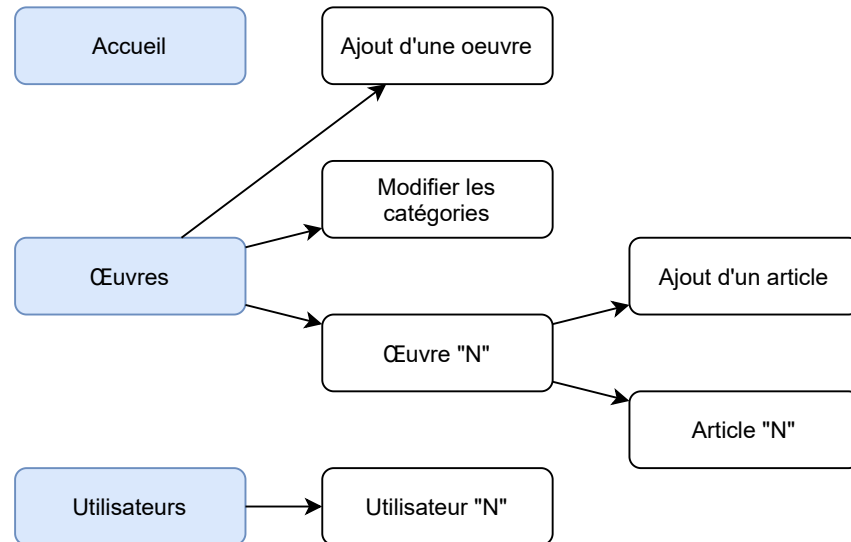 Accueil
Ajout d'une oeuvre
Modifier les
catégories
Œuvres
Ajout d'un article
Œuvre "N"
Article "N"
Utilisateurs
Utilisateur "N"